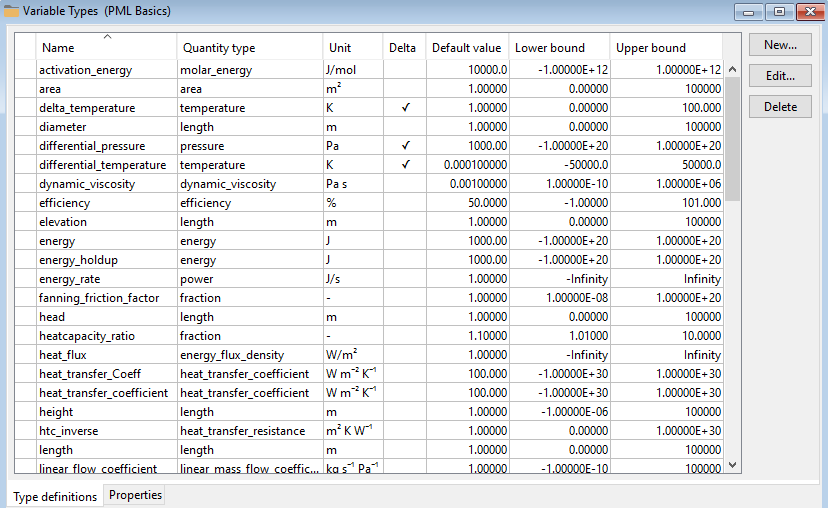 Variable Types (PML Basics)
Name Quantity type Unit Delta Default value Lower bound Upper bound New...
activation_energy molar_energy J/mol 10000.0 -1.00000E+12 1.00000E+12
area area m² 1.00000 0.00000 100000 Edit...
delta_temperature temperature K ✓ 1.00000 0.00000 100.000 Delete
diameter length m 1.00000 0.00000 100000
differential_pressure pressure Pa ✓ 1000.00 -1.00000E+20 1.00000E+20
differential_temperature temperature K ✓ 0.000100000 -50000.0 50000.0
dynamic_viscosity dynamic_viscosity Pa s 0.00100000 1.00000E-10 1.00000E+06
efficiency efficiency % 50.0000 -1.00000 101.000
elevation length m 1.00000 0.00000 100000
energy energy J 1000.00 -1.00000E+20 1.00000E+20
energy_holdup energy J 1000.00 -1.00000E+20 1.00000E+20
energy_rate power J/s 1.00000 -Infinity Infinity
fanning_friction_factor fraction - 1.00000 1.00000E-08 1.00000E+20
head length m 1.00000 0.00000 100000
heatcapacity_ratio fraction - 1.10000 1.01000 10.0000
heat_flux energy_flux_density W/m² 1.00000 -Infinity Infinity
heat_transfer_Coeff heat_transfer_coefficient W m⁻² K⁻¹ 100.000 -1.00000E+30 1.00000E+30
heat_transfer_coefficient heat_transfer_coefficient W m⁻² K⁻¹ 100.000 -1.00000E+30 1.00000E+30
height length m 1.00000 -1.00000E-06 100000
htc_inverse heat_transfer_resistance m² K W⁻¹ 1.00000 0.00000 1.00000E+30
length length m 1.00000 0.00000 100000
linear_flow_coefficient linear_mass_flow_coeffic... kg s⁻¹ Pa⁻¹ 1.00000 -1.00000E-10 100000
Type definitions Properties